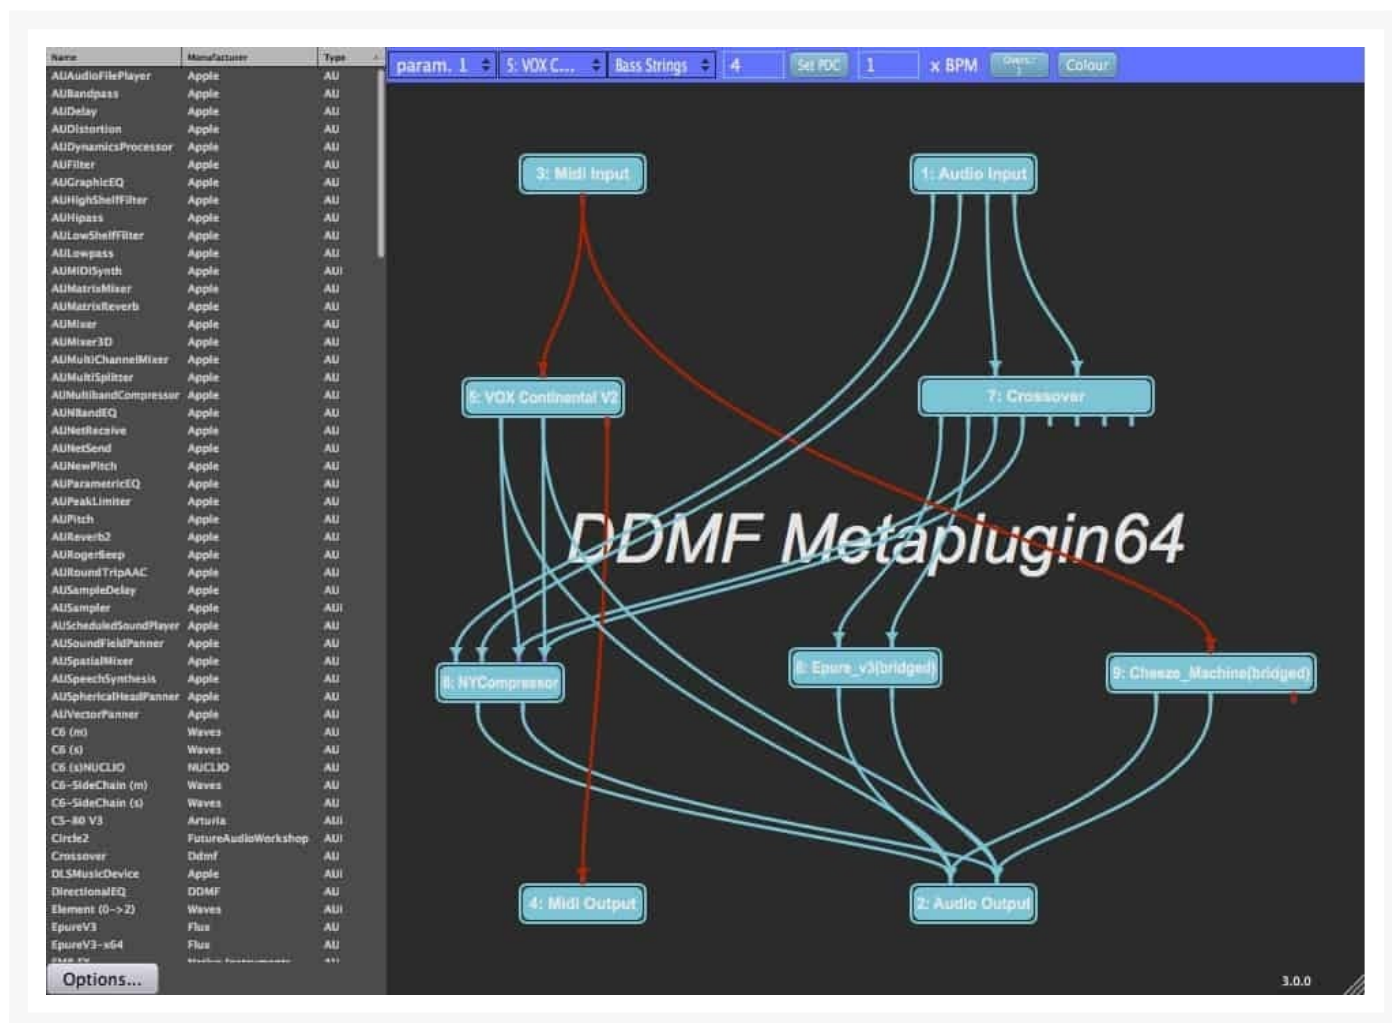 Name Manufacturer Type
AUAudioFilePlayer Apple AU
AUBandpass Apple AU
AUDelay Apple AU
AUDistortion Apple AU
AUDynamicsProcessor Apple AU
AUFilter Apple AU
AUGraphicEQ Apple AU
AUHighShelfFilter Apple AU
AUHipass Apple AU
AULowShelfFilter Apple AU
AULowpass Apple AU
AUMIDISynth Apple AUi
AUMatrixMixer Apple AU
AUMatrixReverb Apple AU
AUMixer Apple AU
AUMixer3D Apple AU
AUMultiChannelMixer Apple AU
AUMultiSplitter Apple AU
AUMultibandCompressor Apple AU
AUNBandEQ Apple AU
AUNetReceive Apple AU
AUNetSend Apple AU
AUNewPitch Apple AU
AUParametricEQ Apple AU
AUPeakLimiter Apple AU
AUPitch Apple AU
AUReverb2 Apple AU
AURogerBeep Apple AU
AURoundTripAAC Apple AU
AUSampleDelay Apple AU
AUSampler Apple AUi
AUScheduledSoundPlayer Apple AU
AUSoundFieldPanner Apple AU
AUSpatialMixer Apple AU
AUSpeechSynthesis Apple AU
AUSphericalHeadPanner Apple AU
AUVectorPanner Apple AU
C6 (m) Waves AU
C6 (s) Waves AU
C6 (s)NUCLIO NUCLIO AU
C6-SideChain (m) Waves AU
C6-SideChain (s) Waves AU
CS-80 V3 Arturia AUi
Circle2 FutureAudioWorkshop AUi
Crossover Ddmf AU
DLSMusicDevice Apple AUi
DirectionalEQ DDMF AU
Element (0->2) Waves AUi
EpureV3 Flux AU
EpureV3-x64 Flux AU
Options...
param. 1 5: VOX C... Bass Strings 4 Set PDC 1 x BPM Colour
3: Midi Input
1: Audio Input
5: VOX Continental V2
7: Crossover
DDMF Metaplugin64
NYCompressor
Epure_v3(bridged)
9: Cheeze_Machine(bridged)
4: Midi Output
2: Audio Output
3.0.0